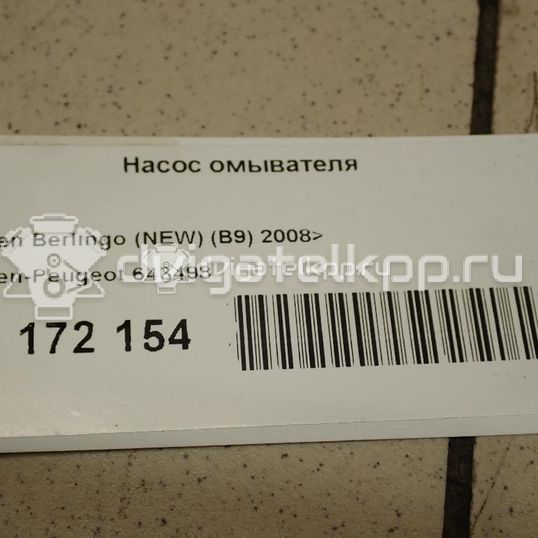 Насос омывателя
en Berlingo (NEW) (B9) 2008>
en-Peugeot 643498
172 154
dvigatelkpp.ru